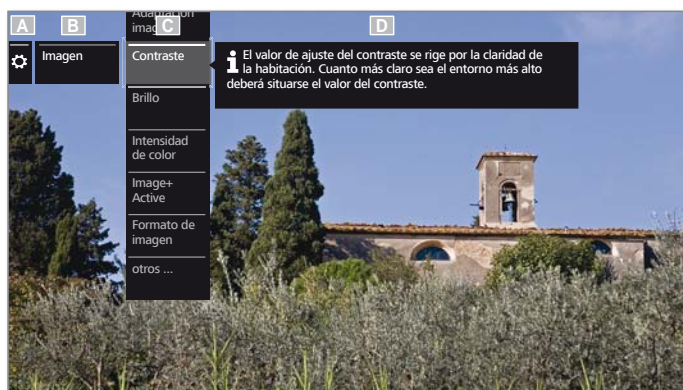 A
B
C
D
Adaptación
imag
Imagen
Contraste
i El valor de ajuste del contraste se rige por la claridad de
la habitación. Cuanto más claro sea el entorno más alto
deberá situarse el valor del contraste.
Brillo
Intensidad
de color
Image+
Active
Formato de
imagen
otros ...